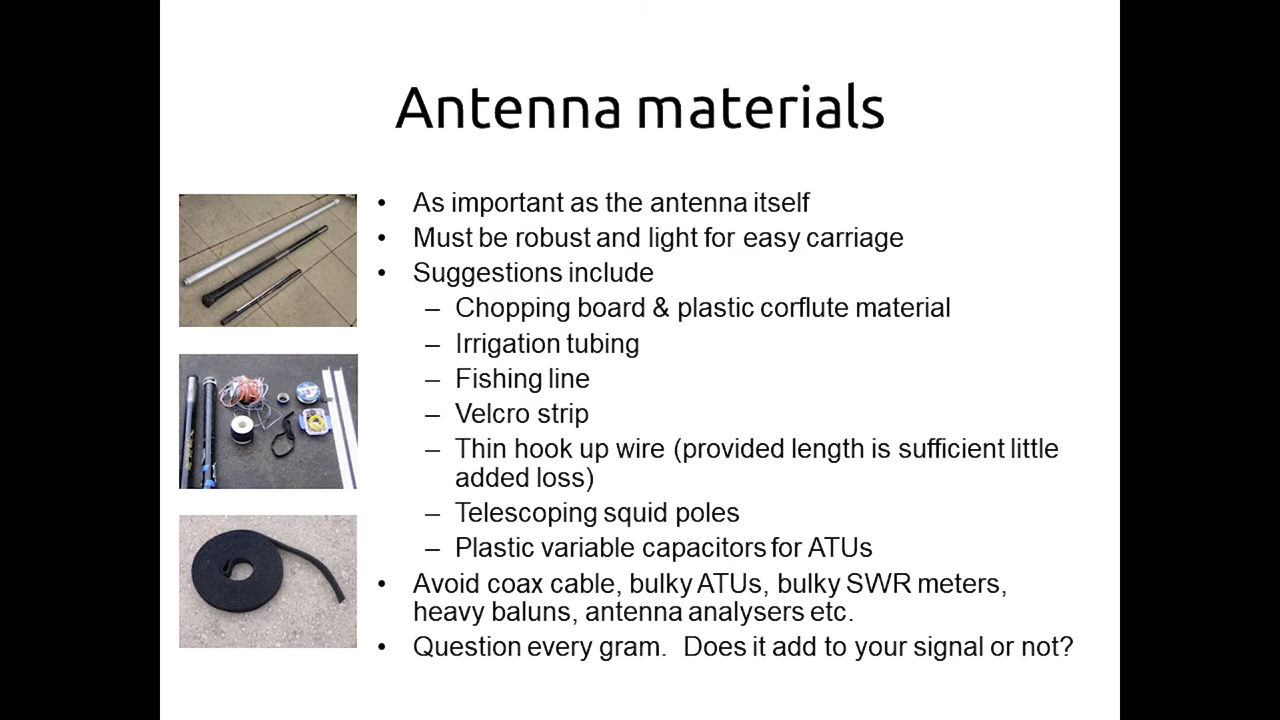 Antenna materials
• As important as the antenna itself
• Must be robust and light for easy carriage
• Suggestions include
– Chopping board & plastic corflute material
– Irrigation tubing
– Fishing line
– Velcro strip
– Thin hook up wire (provided length is sufficient little
added loss)
– Telescoping squid poles
– Plastic variable capacitors for ATUs
• Avoid coax cable, bulky ATUs, bulky SWR meters,
heavy baluns, antenna analysers etc.
• Question every gram.  Does it add to your signal or not?